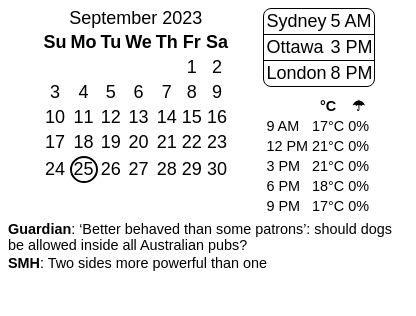 September 2023
Su Mo Tu We Th Fr Sa
1 2
3 4 5 6 7 8 9
10 11 12 13 14 15 16
17 18 19 20 21 22 23
24 25 26 27 28 29 30
Sydney 5 AM
Ottawa 3 PM
London 8 PM
°C ☂
9 AM 17°C 0%
12 PM 21°C 0%
3 PM 21°C 0%
6 PM 18°C 0%
9 PM 17°C 0%
Guardian: ‘Better behaved than some patrons’: should dogs
be allowed inside all Australian pubs?
SMH: Two sides more powerful than one